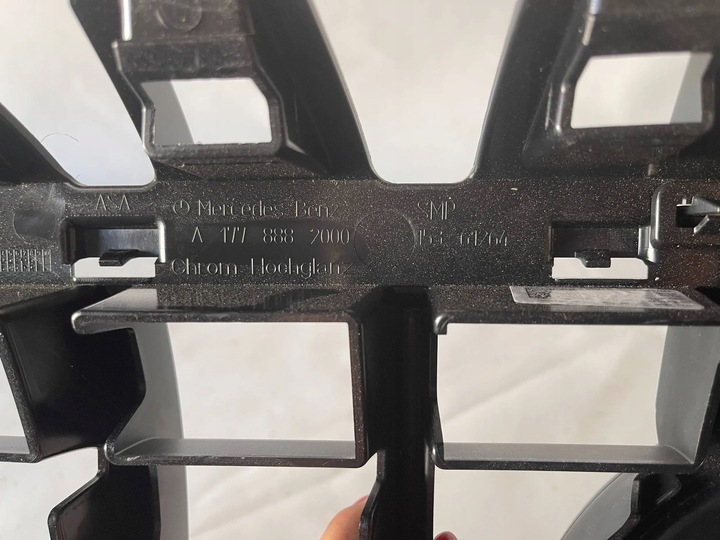 A-A
Mercedes-Benz
SMP
A 177 888 2000
Chrom-Hochglanz